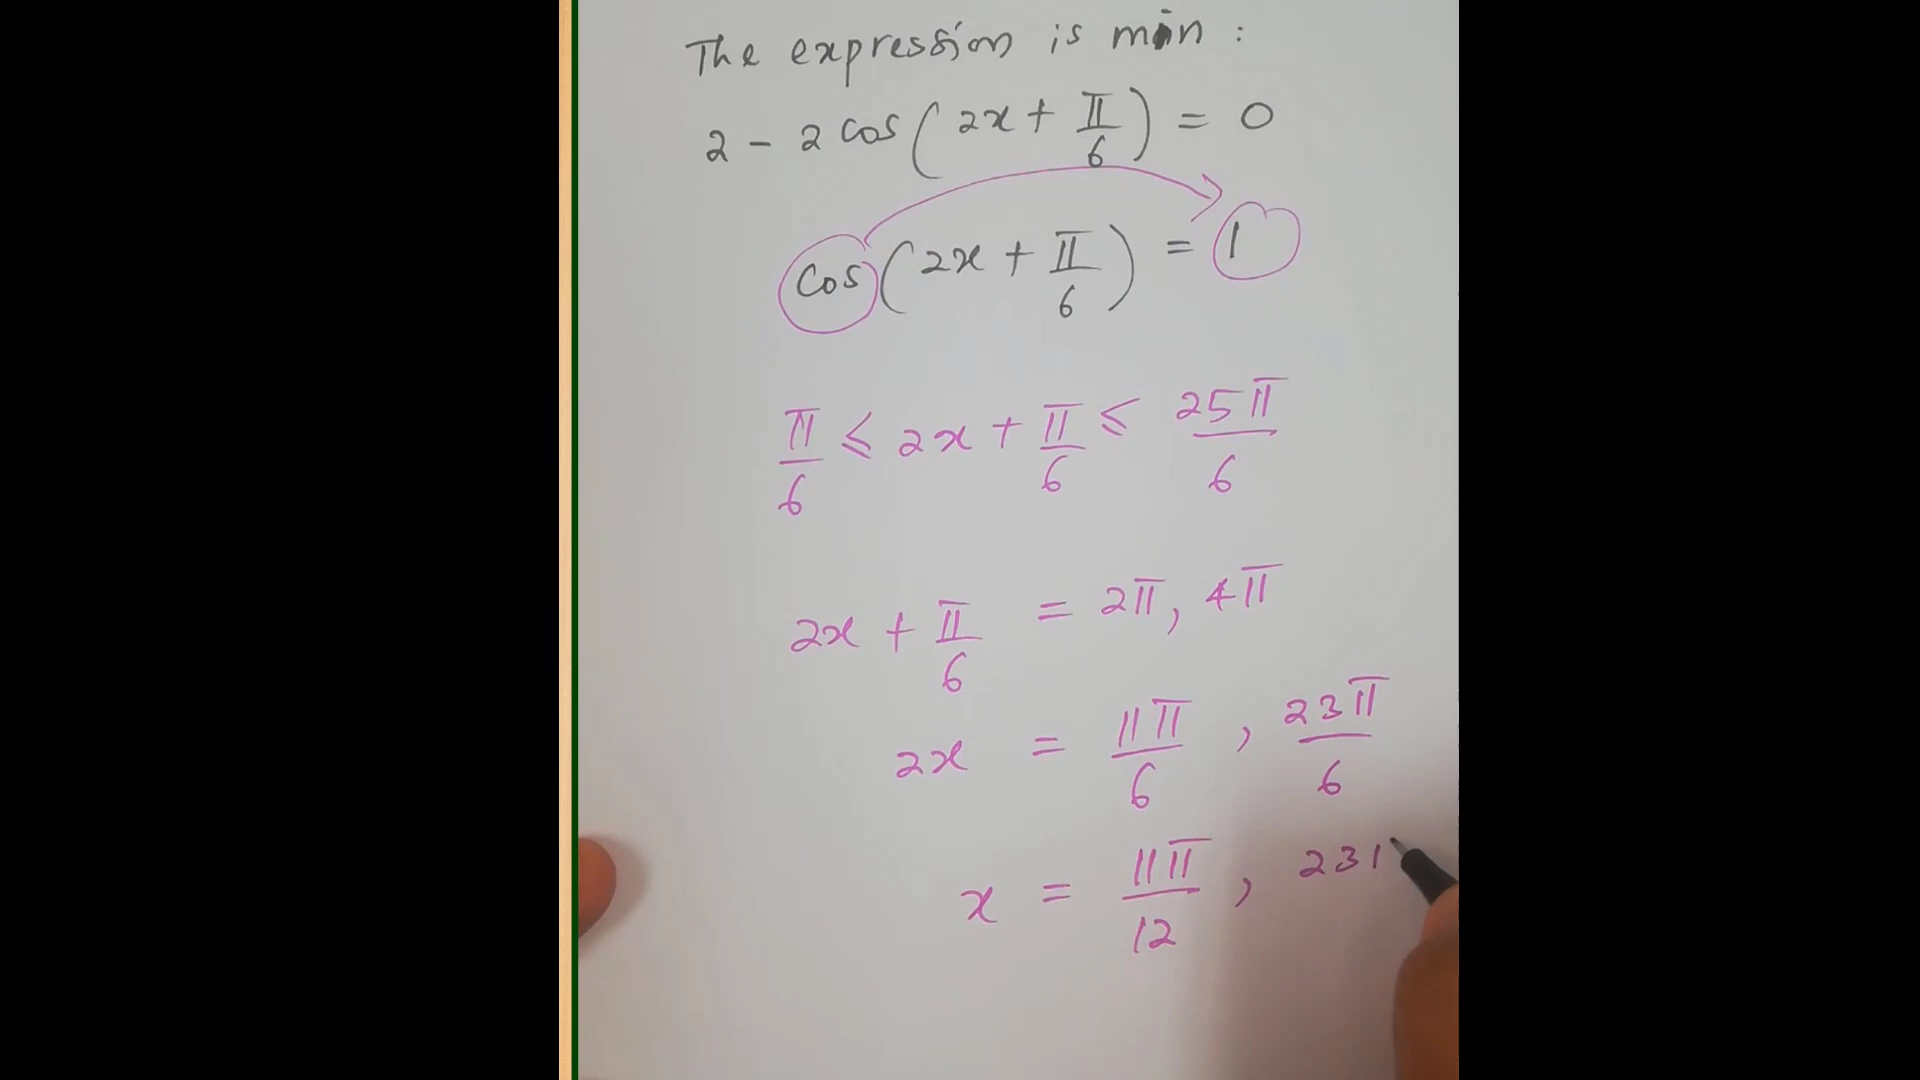 The expression is min :
2 - 2 cos ( 2x + π/6 ) = 0
cos ( 2x + π/6 ) = 1
π/6 ≤ 2x + π/6 ≤ 25π/6
2x + π/6 = 2π, 4π
2x = 11π/6 , 23π/6
x = 11π/12 , 23